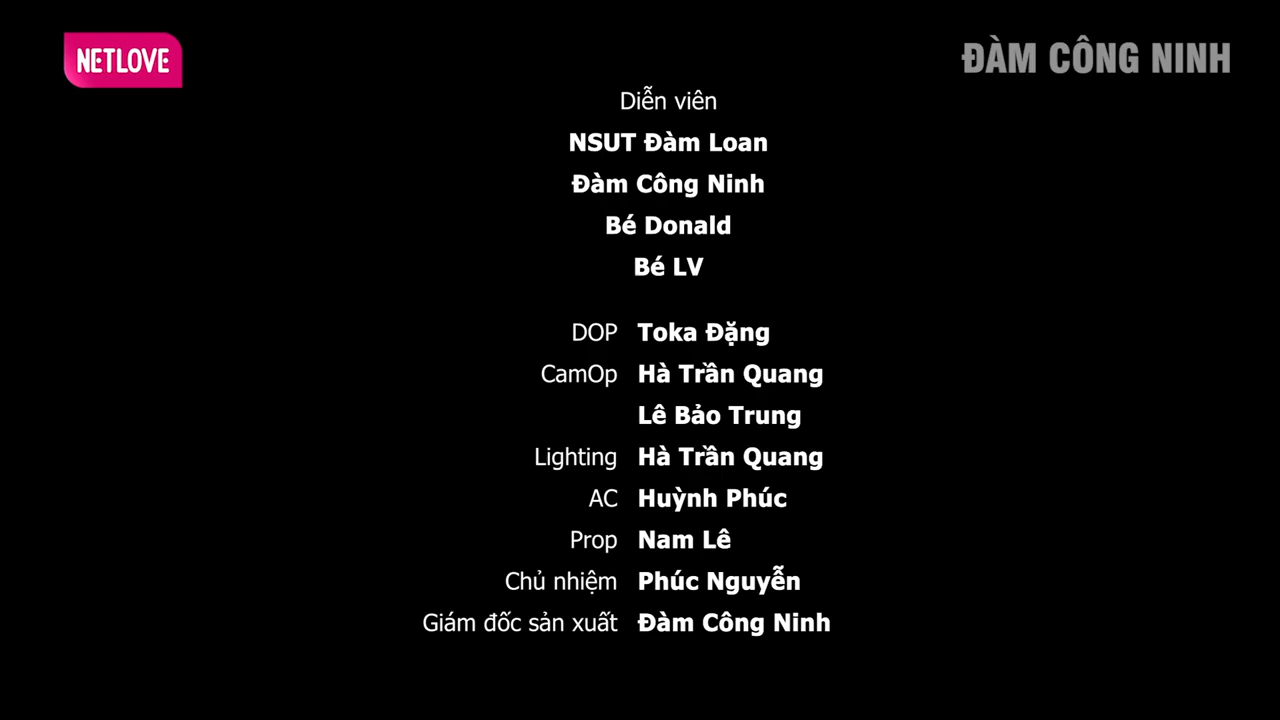 NETLOVE
ĐÀM CÔNG NINH
Diễn viên
NSUT Đàm Loan
Đàm Công Ninh
Bé Donald
Bé LV
DOP Toka Đặng
CamOp Hà Trần Quang
Lê Bảo Trung
Lighting Hà Trần Quang
AC Huỳnh Phúc
Prop Nam Lê
Chủ nhiệm Phúc Nguyễn
Giám đốc sản xuất Đàm Công Ninh